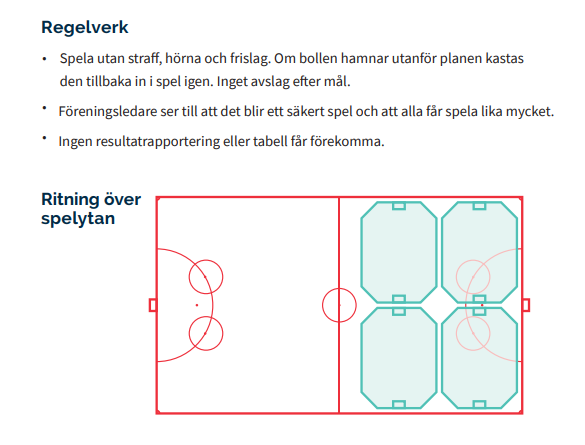 Regelverk
• Spela utan straff, hörna och frislag. Om bollen hamnar utanför planen kastas
den tillbaka in i spel igen. Inget avslag efter mål.
• Föreningsledare ser till att det blir ett säkert spel och att alla får spela lika mycket.
• Ingen resultatrapportering eller tabell får förekomma.
Ritning över
spelytan